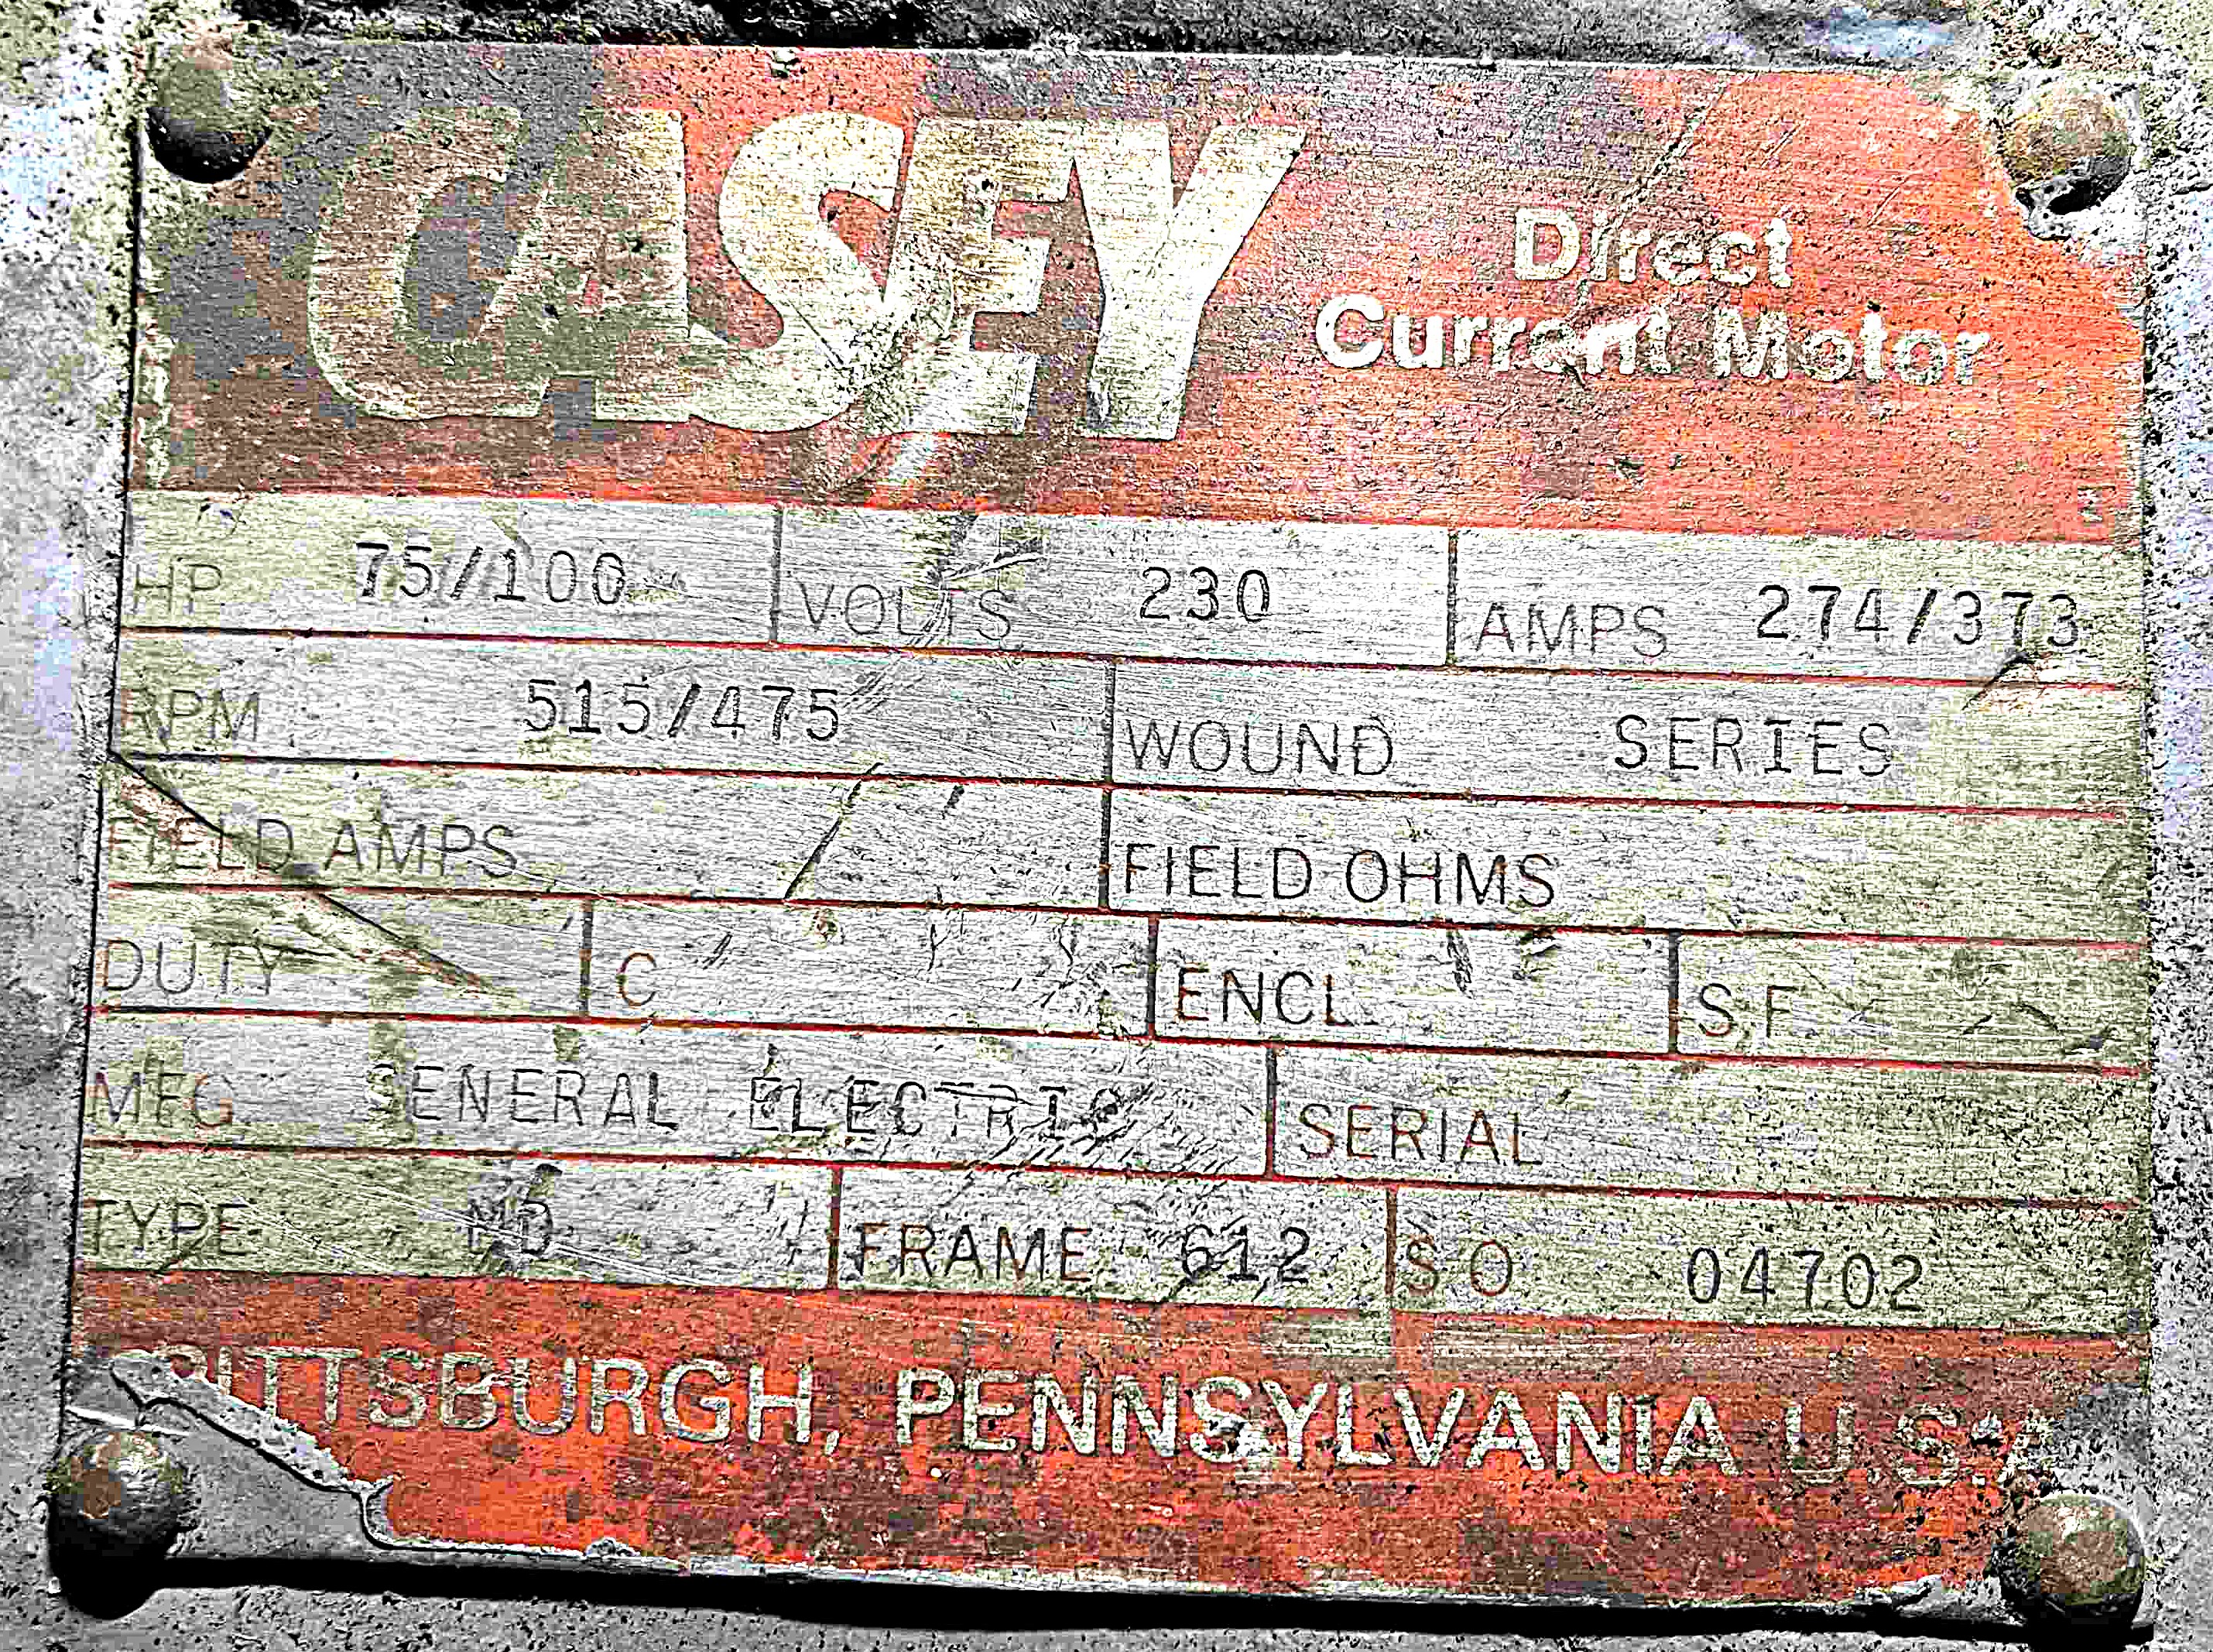 CASEY
Direct
Current Motor
HP 75/100 VOLTS 230 AMPS 274/373
RPM 515/475 WOUND SERIES
FIELD AMPS FIELD OHMS
DUTY C ENCL. S.F.
MFG. GENERAL ELECTRIC SERIAL
TYPE MD FRAME 612 S.O. 04702
PITTSBURGH, PENNSYLVANIA U.S.A.